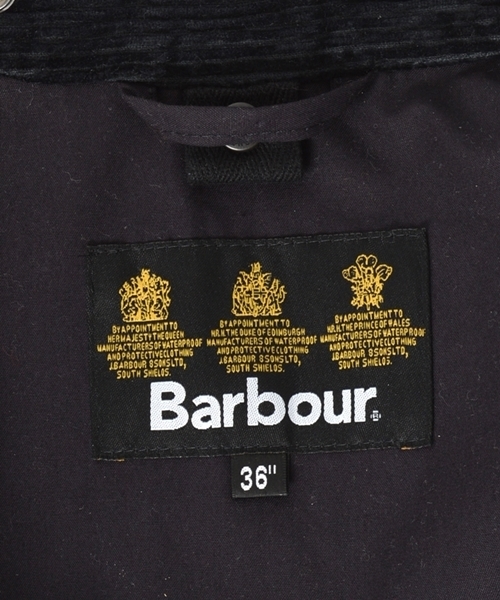 BY APPOINTMENT TO
HER MAJESTY THE QUEEN
MANUFACTURERS OF WATERPROOF
AND PROTECTIVE CLOTHING
J.BARBOUR & SONS LTD,
SOUTH SHIELDS.
BY APPOINTMENT TO
H.R.H. THE DUKE OF EDINBURGH
MANUFACTURERS OF WATERPROOF
AND PROTECTIVE CLOTHING
J.BARBOUR & SONS LTD,
SOUTH SHIELDS.
BY APPOINTMENT TO
H.R.H. THE PRINCE OF WALES
MANUFACTURERS OF WATERPROOF
AND PROTECTIVE CLOTHING
J.BARBOUR & SONS LTD,
SOUTH SHIELDS.
Barbour
36"